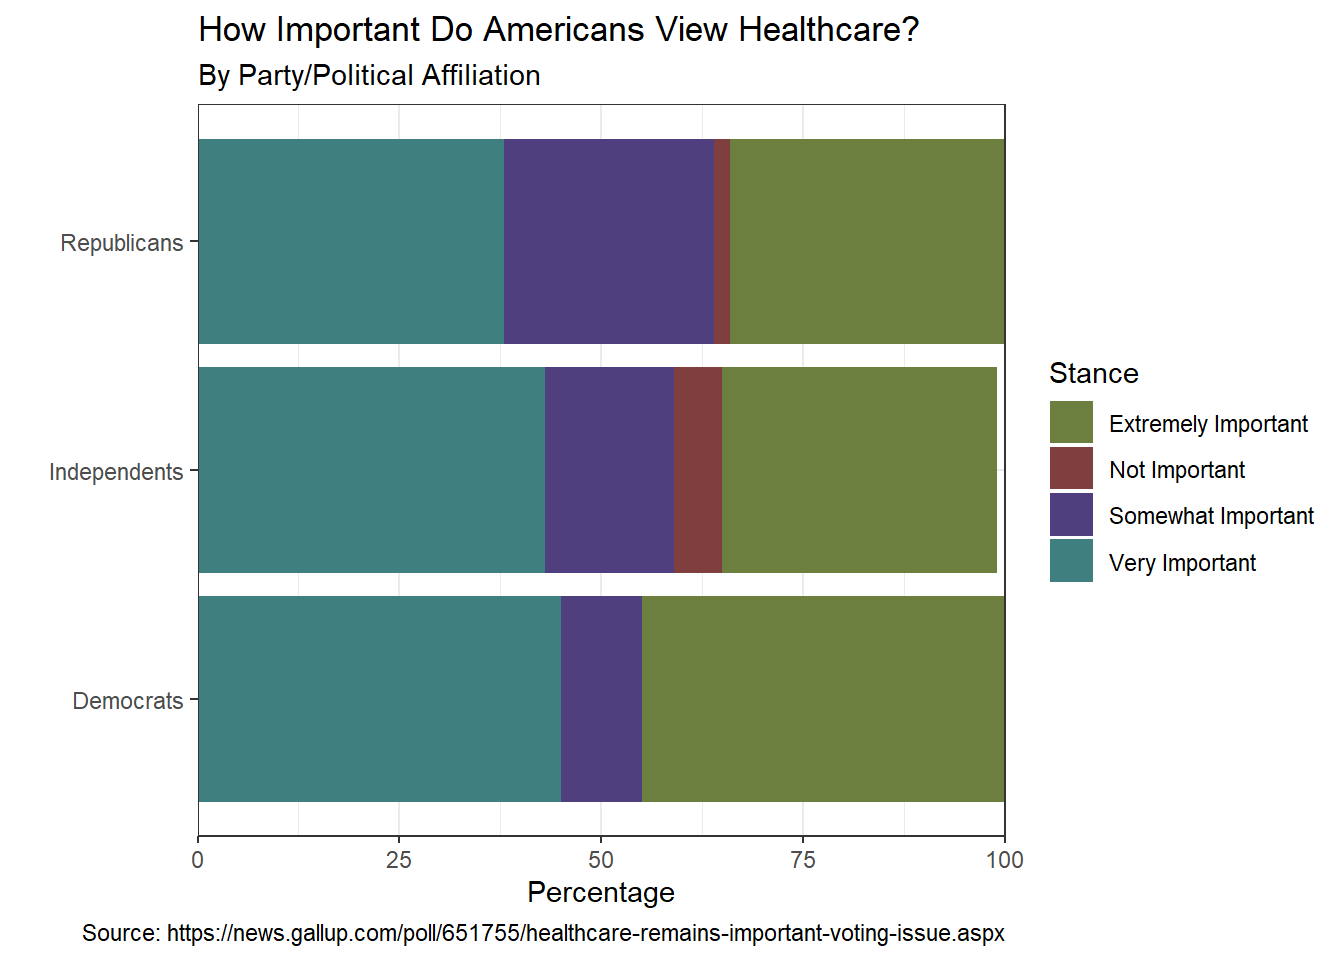 How Important Do Americans View Healthcare?
By Party/Political Affiliation
Republicans
Independents
Democrats
0 25 50 75 100
Percentage
Stance
Extremely Important
Not Important
Somewhat Important
Very Important
Source: https://news.gallup.com/poll/651755/healthcare-remains-important-voting-issue.aspx